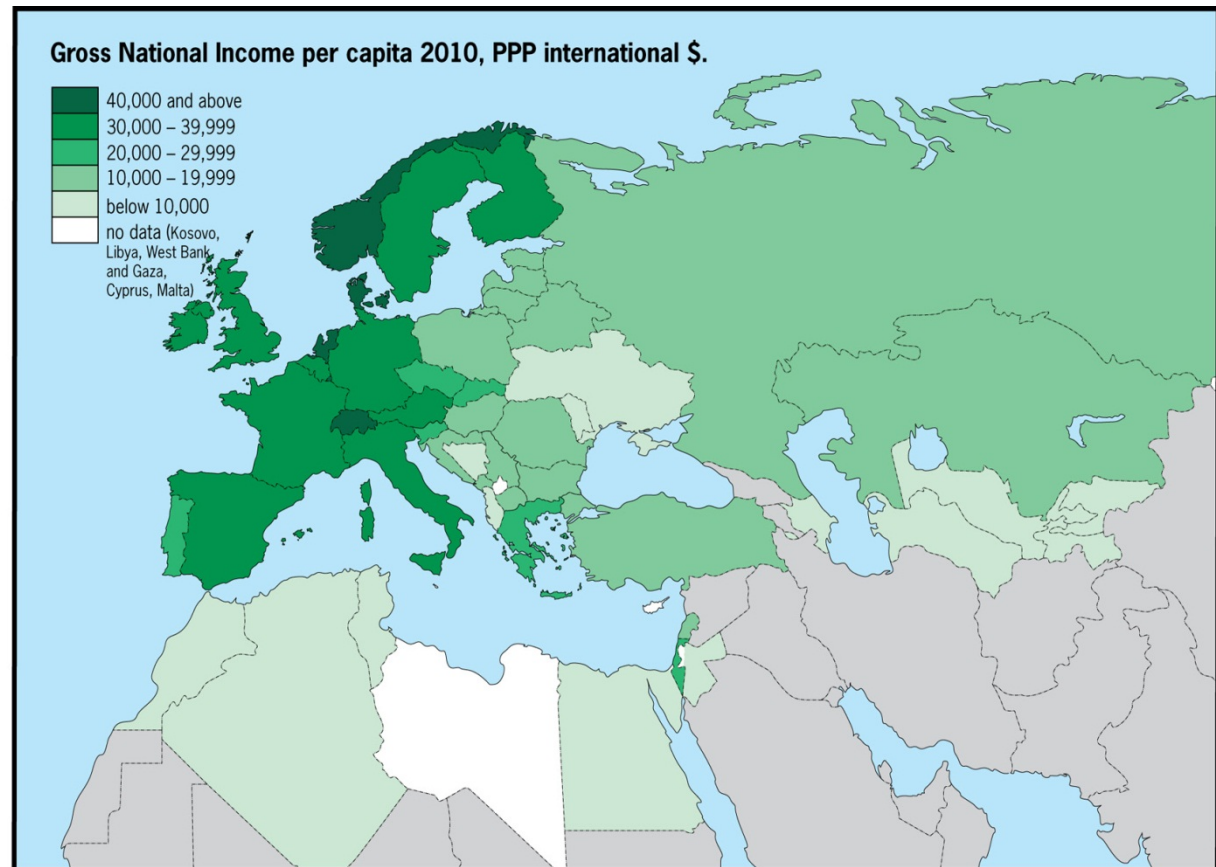 Gross National Income per capita 2010, PPP international $.
40,000 and above
30,000 – 39,999
20,000 – 29,999
10,000 – 19,999
below 10,000
no data (Kosovo,
Libya, West Bank
and Gaza,
Cyprus, Malta)